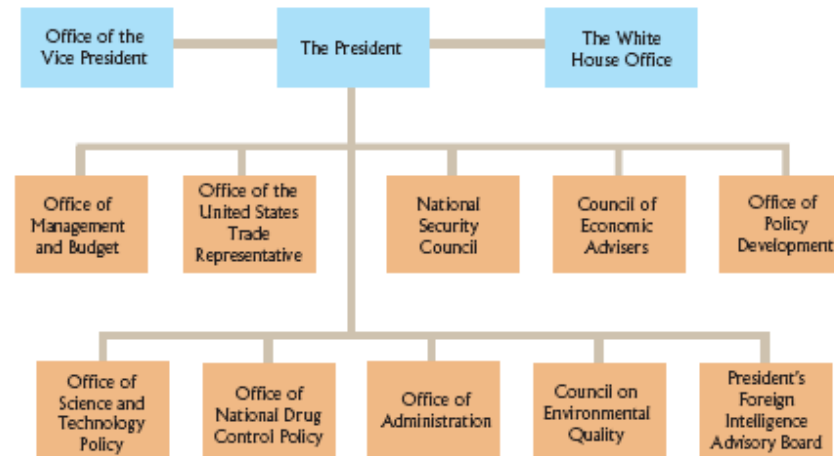 Office of the
Vice President
The President
The White
House Office
Office of
Management
and Budget
Office of the
United States
Trade
Representative
National
Security
Council
Council of
Economic
Advisers
Office of
Policy
Development
Office of
Science and
Technology
Policy
Office of
National Drug
Control Policy
Office of
Administration
Council on
Environmental
Quality
President's
Foreign
Intelligence
Advisory Board